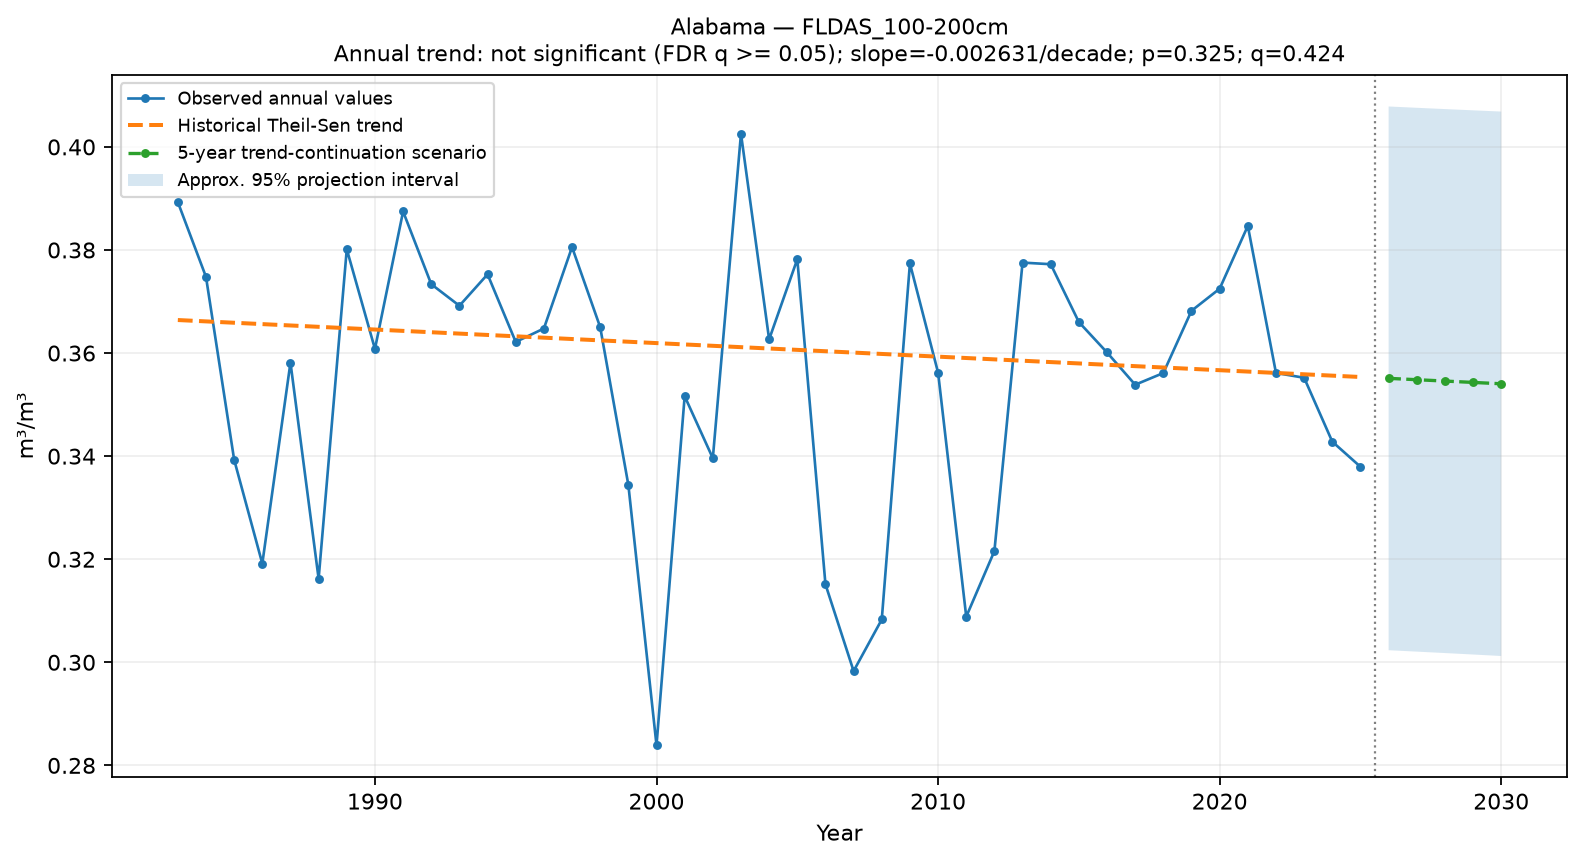 Alabama — FLDAS_100-200cm
Annual trend: not significant (FDR q >= 0.05); slope=-0.002631/decade; p=0.325; q=0.424
Observed annual values
Historical Theil-Sen trend
5-year trend-continuation scenario
Approx. 95% projection interval
0.40
0.38
0.36
0.34
0.32
0.30
0.28
m³/m³
1990
2000
2010
2020
2030
Year